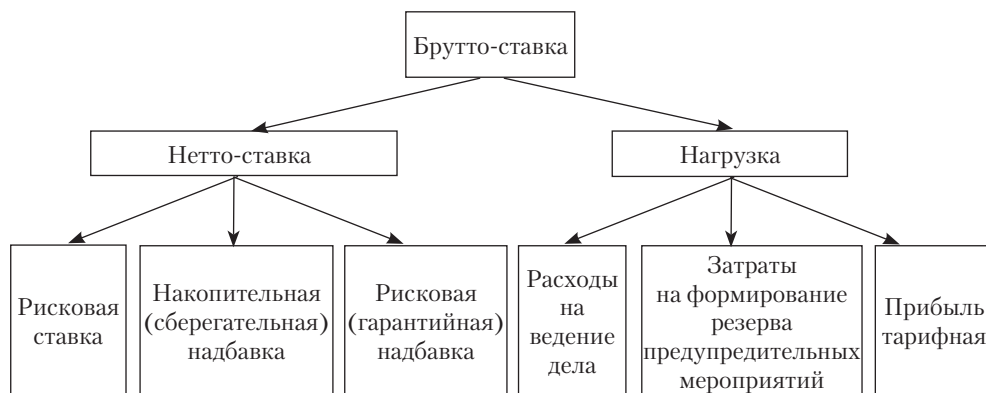 Брутто-ставка
Нетто-ставка
Нагрузка
Рисковая
ставка
Накопительная
(сберегательная)
надбавка
Рисковая
(гарантийная)
надбавка
Расходы
на
ведение
дела
Затраты
на формирование
резерва
предупредительных
мероприятий
Прибыль
тарифная